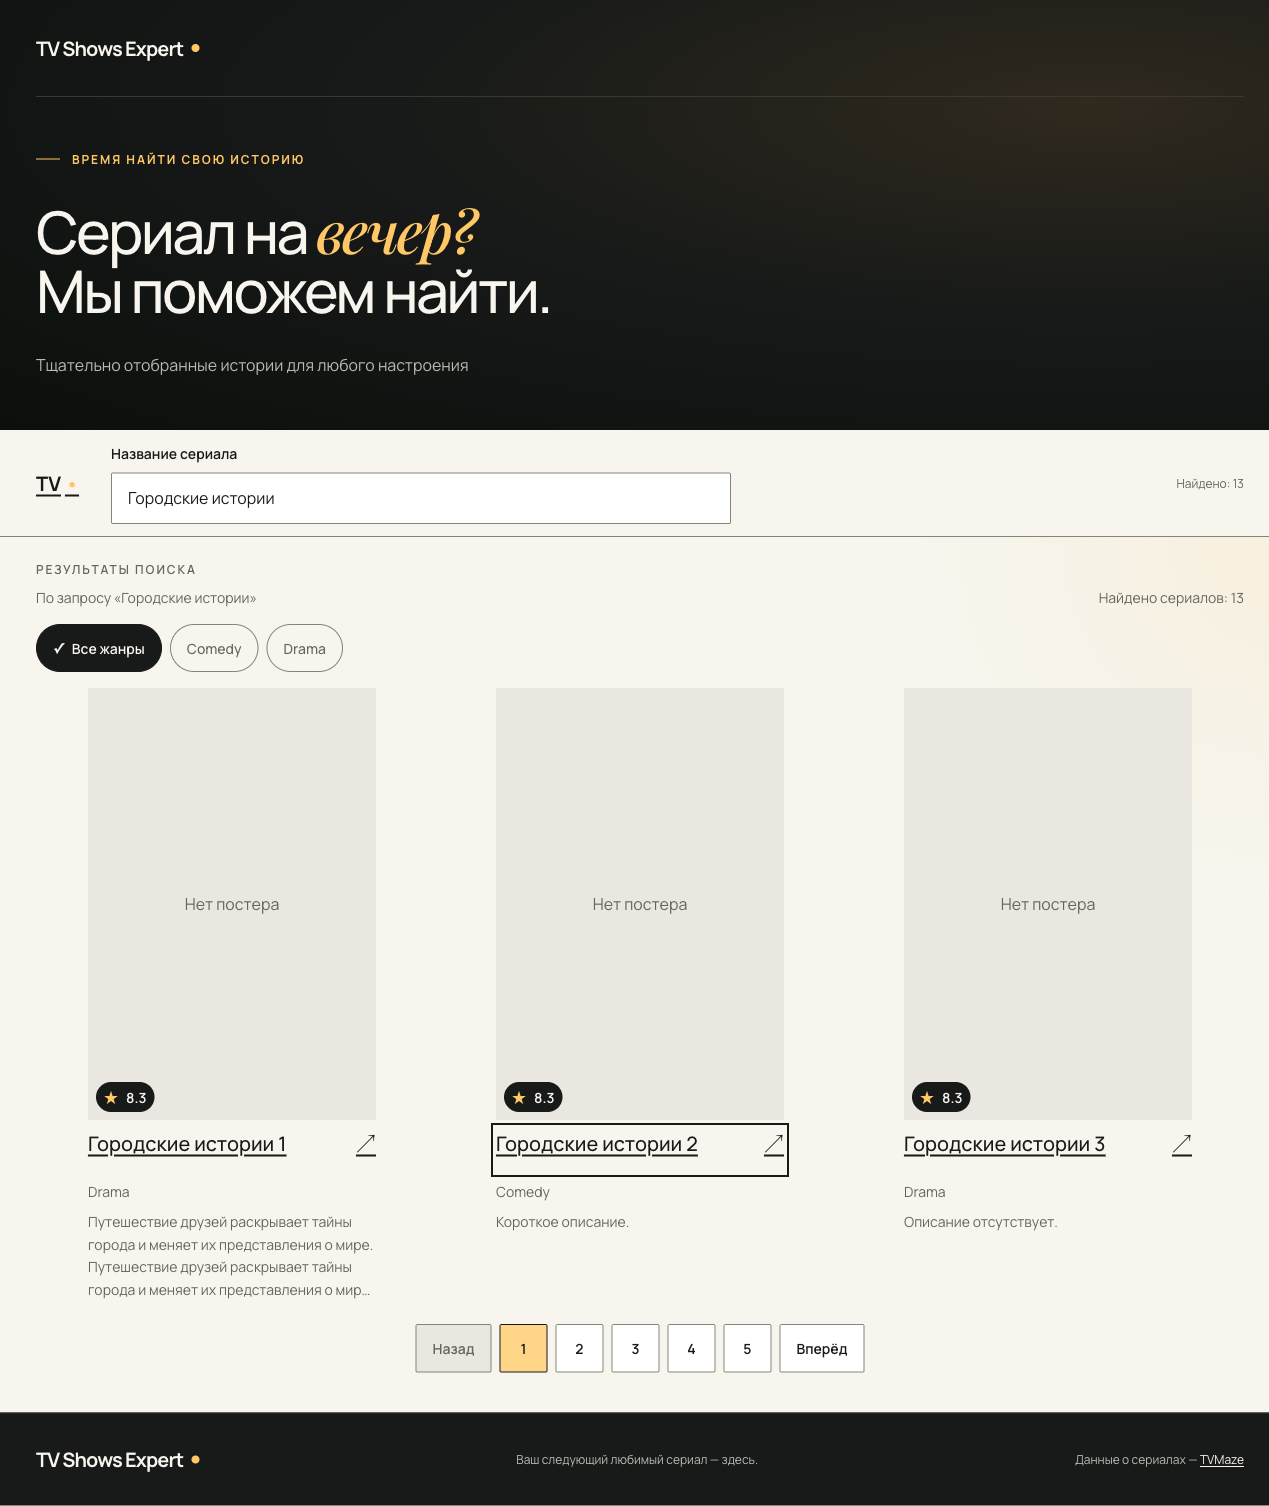 TV Shows Expert
ВРЕМЯ НАЙТИ СВОЮ ИСТОРИЮ
Сериал на вечер?
Мы поможем найти.
Тщательно отобранные истории для любого настроения
Название сериала
TV
Городские истории
Найдено: 13
РЕЗУЛЬТАТЫ ПОИСКА
По запросу «Городские истории»
Найдено сериалов: 13
✓ Все жанры
Comedy
Drama
Нет постера
Нет постера
Нет постера
★ 8.3
★ 8.3
★ 8.3
Городские истории 1 ↗
Городские истории 2 ↗
Городские истории 3 ↗
Drama
Comedy
Drama
Путешествие друзей раскрывает тайны
города и меняет их представления о мире.
Путешествие друзей раскрывает тайны
города и меняет их представления о мир…
Короткое описание.
Описание отсутствует.
Назад 1 2 3 4 5 Вперёд
TV Shows Expert
Ваш следующий любимый сериал — здесь.
Данные о сериалах — TVMaze